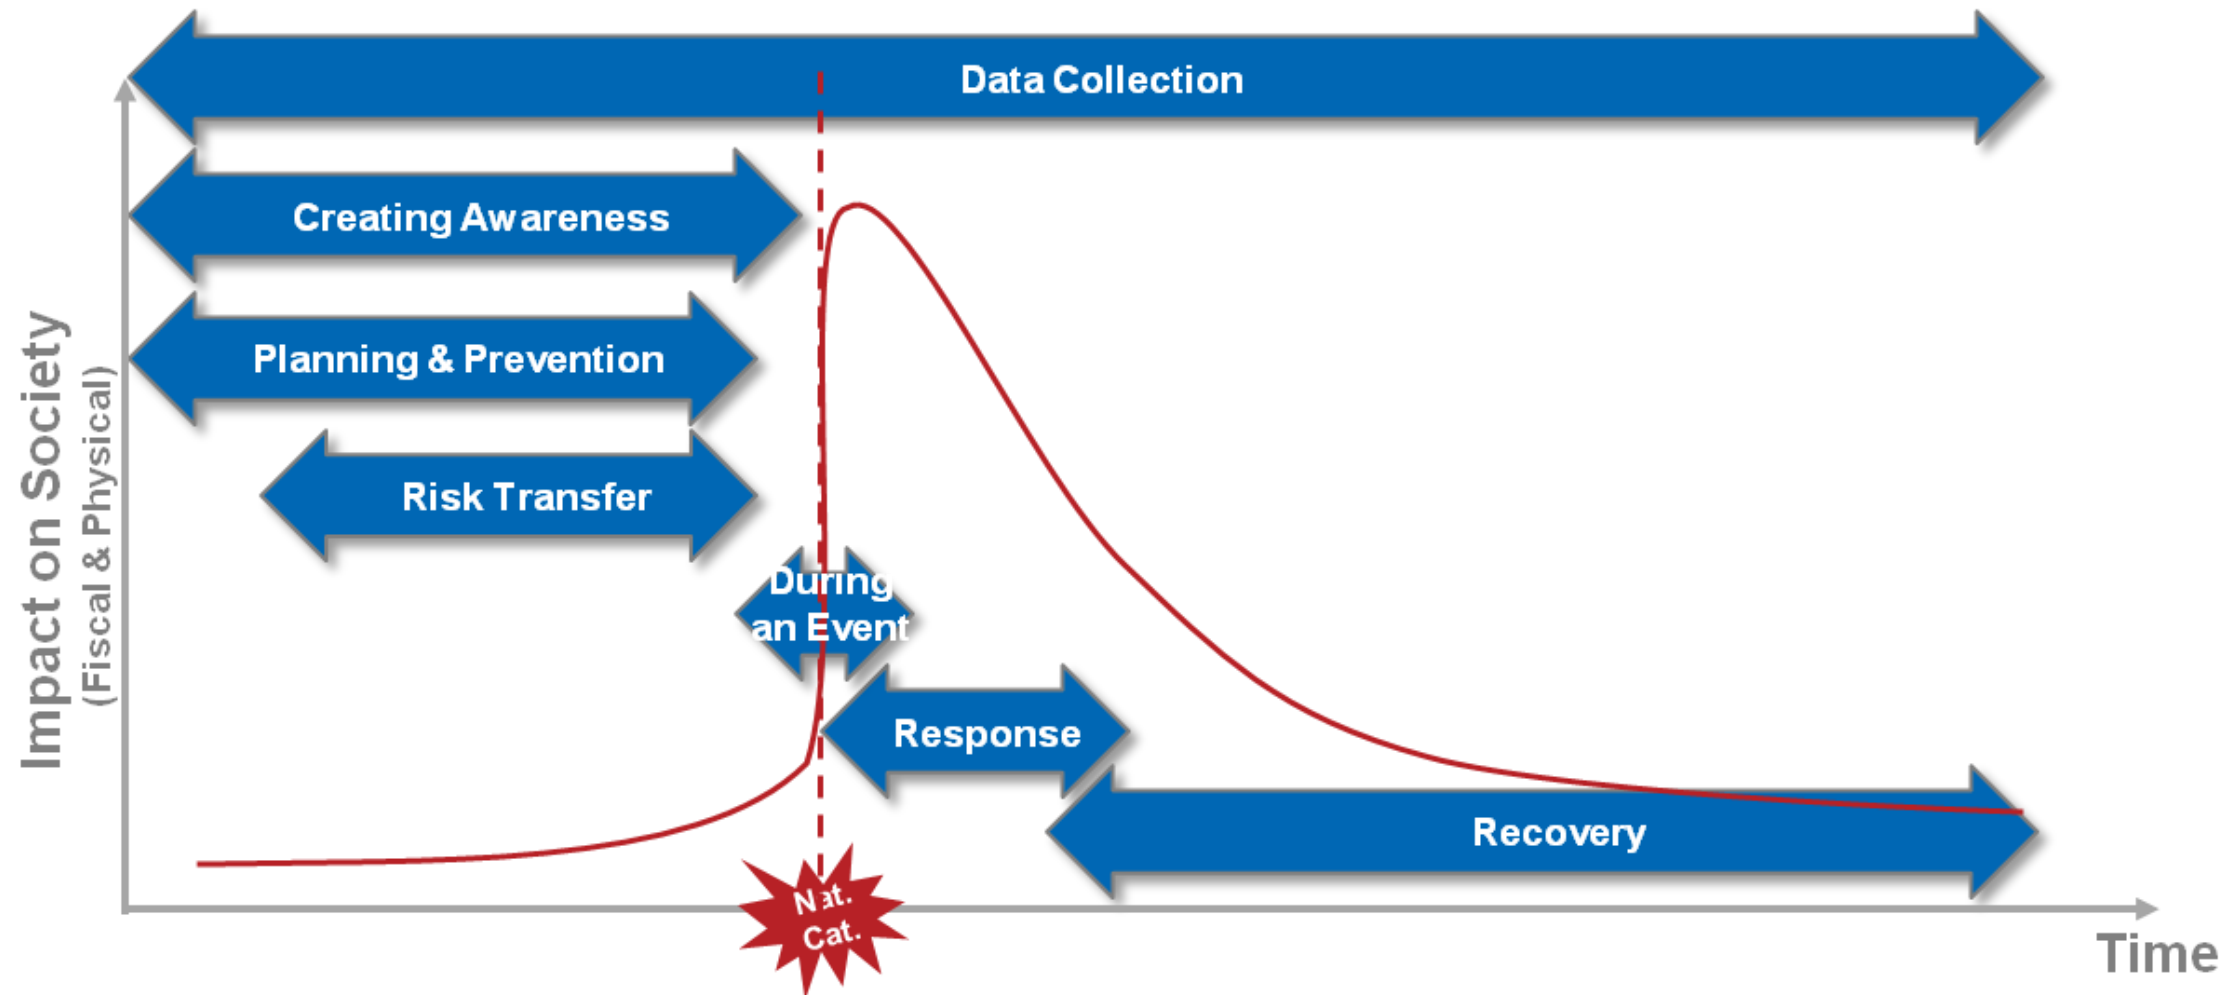 Data Collection
Creating Awareness
Planning & Prevention
Risk Transfer
During
an Event
Response
Recovery
Nat.
Cat.
Impact on Society
(Fiscal & Physical)
Time